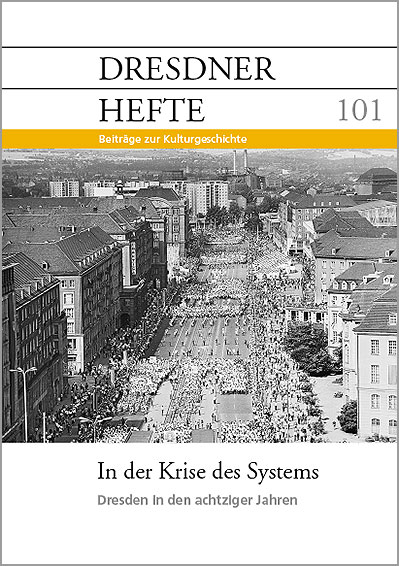 DRESDNER
HEFTE 101
Beiträge zur Kulturgeschichte
In der Krise des Systems
Dresden in den achtziger Jahren